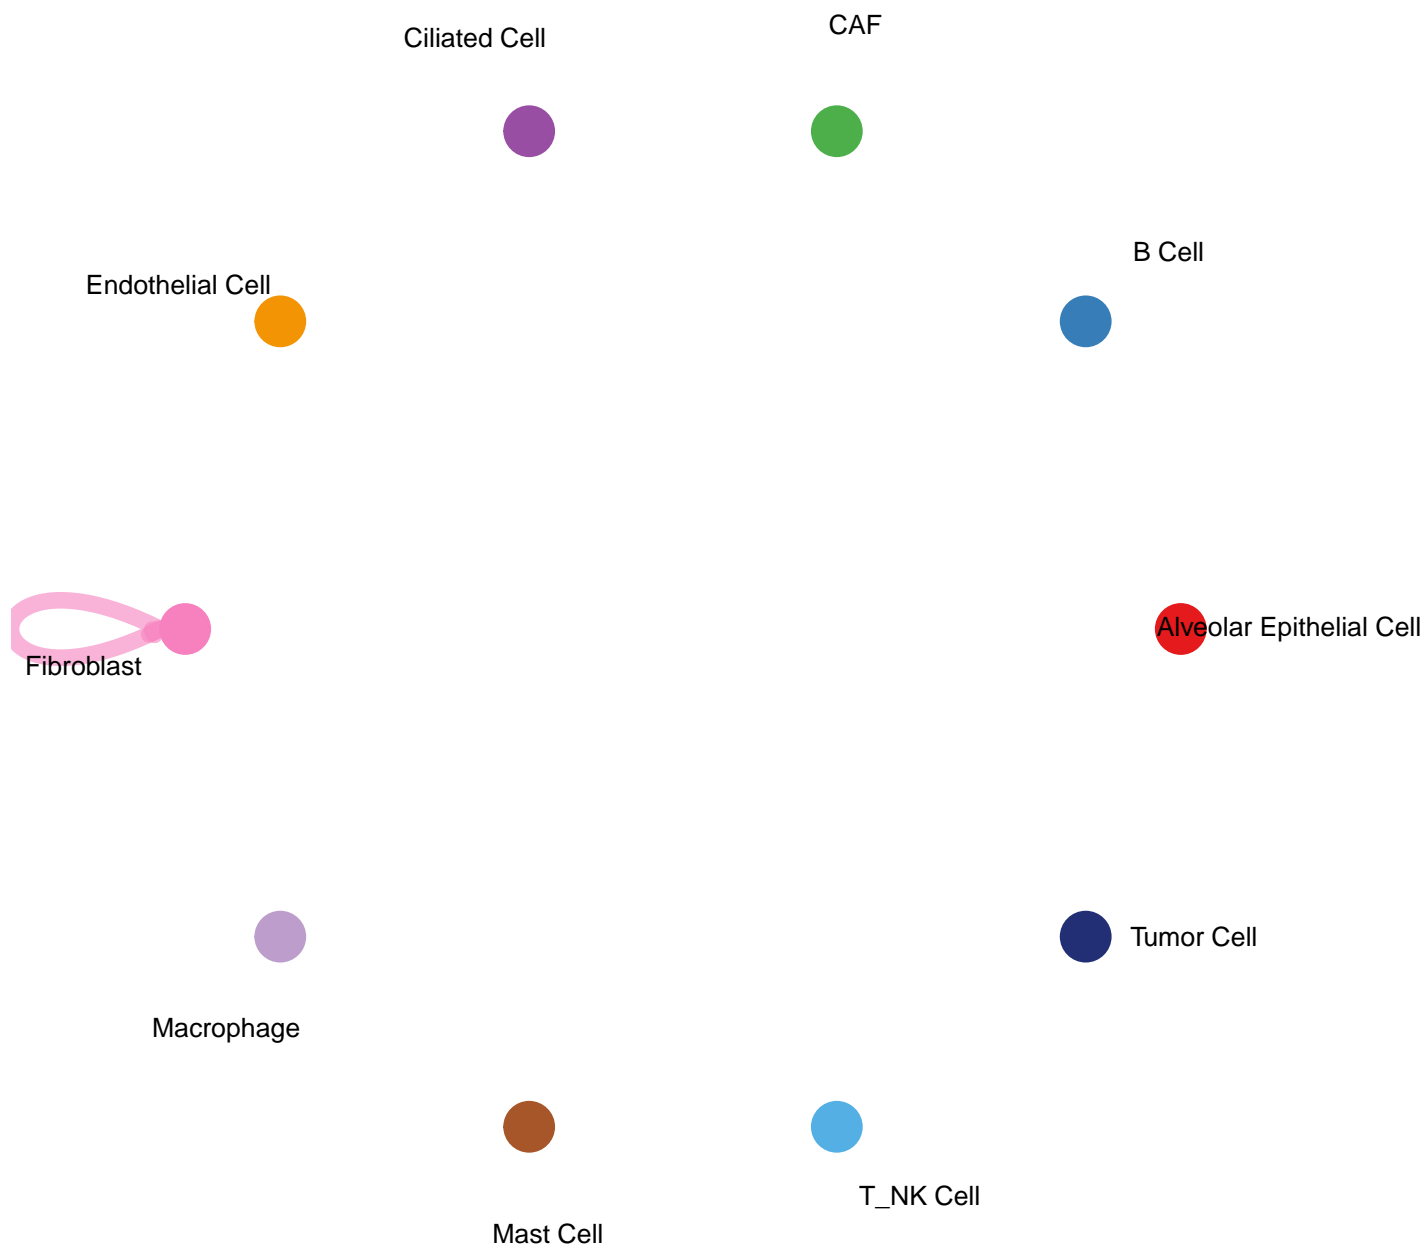 CAF
Ciliated Cell
B Cell
Endothelial Cell
Alveolar Epithelial Cell
Fibroblast
Tumor Cell
Macrophage
T_NK Cell
Mast Cell